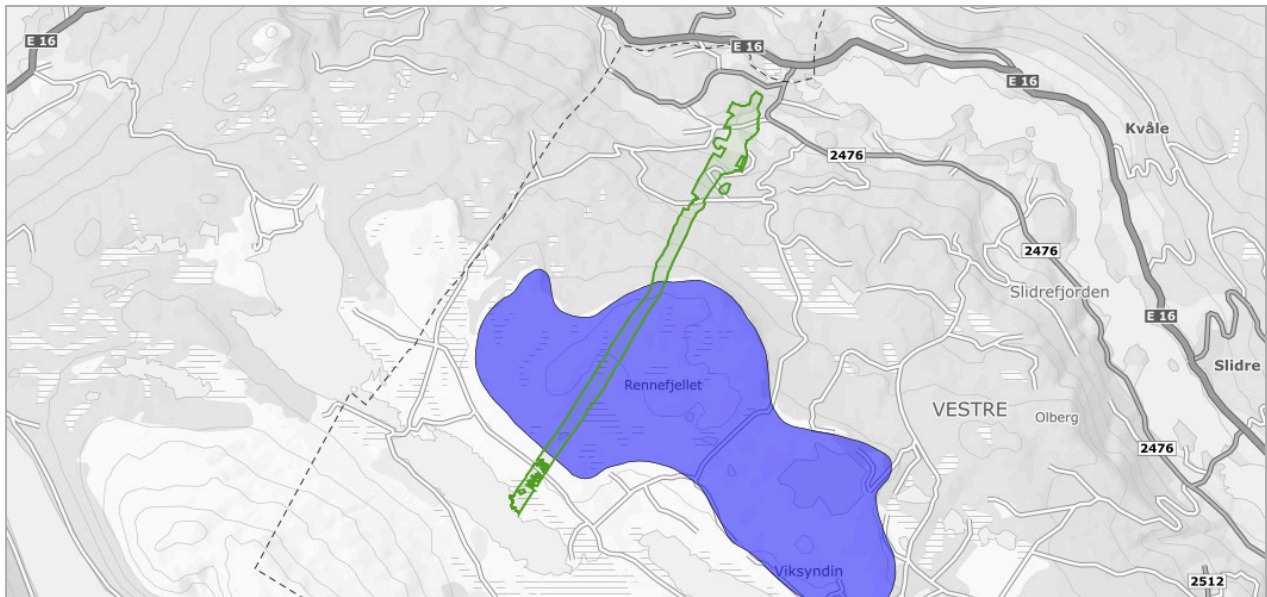 E 16
E 16
E 16
Kvåle
2476
2476
Slidrefjorden
E 16
Slidre
Rennefjellet
VESTRE
Olberg
2476
Viksyndin
2512